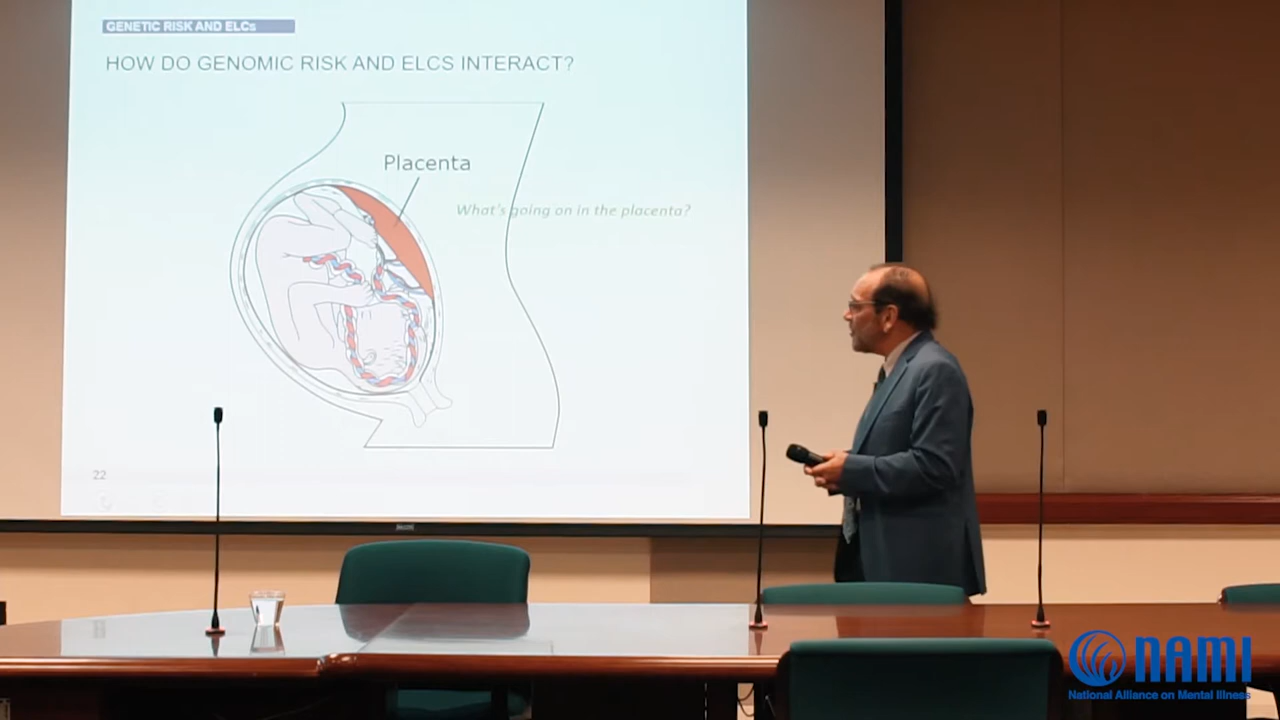 GENETIC RISK AND ELCs
HOW DO GENOMIC RISK AND ELCS INTERACT?
Placenta
What's going on in the placenta?
22
NAMI
National Alliance on Mental Illness